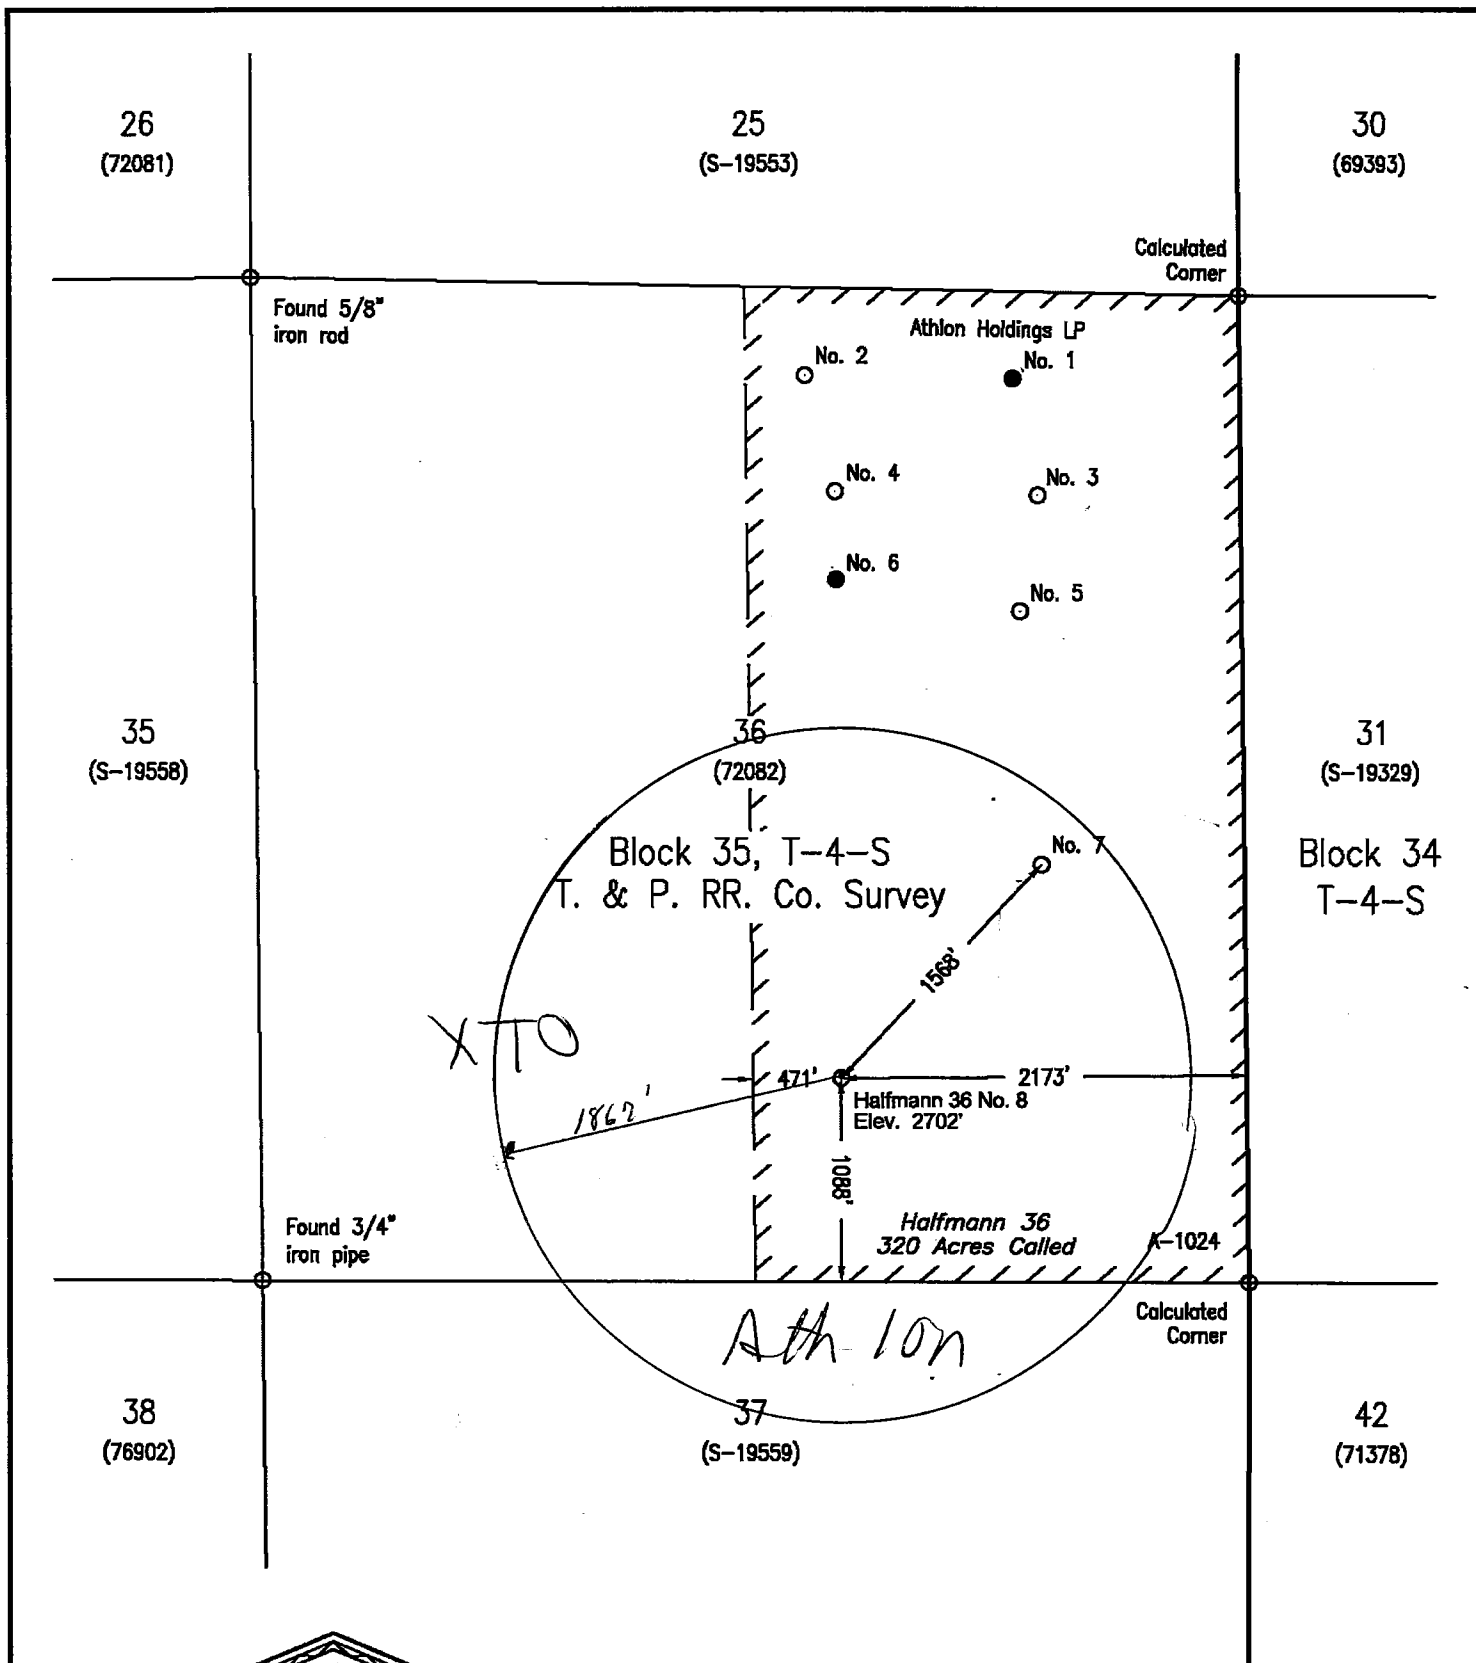 26
(72081)
25
(S-19553)
30
(69393)
Calculated
Corner
Found 5/8"
iron rod
Athlon Holdings LP
No. 2
No. 1
No. 4
No. 3
No. 6
No. 5
35
(S-19558)
36
(72082)
31
(S-19329)
Block 35, T-4-S
T. & P. RR. Co. Survey
No. 7
Block 34
T-4-S
1568'
XTO
471'
2173'
Halfmann 36 No. 8
Elev. 2702'
1867'
1088'
Found 3/4"
iron pipe
Halfmann 36
320 Acres Called
A-1024
Athlon
Calculated
Corner
38
(76902)
37
(S-19559)
42
(71378)